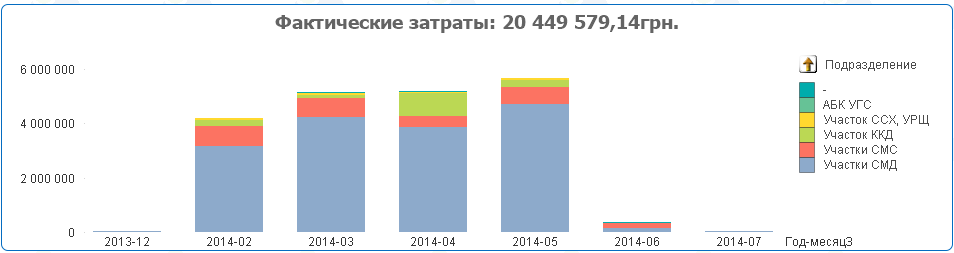 Фактические затраты: 20 449 579,14грн.
6 000 000
4 000 000
2 000 000
0
2013-12
2014-02
2014-03
2014-04
2014-05
2014-06
2014-07
Год-месяц3
Подразделение
-
АБК УГС
Участок ССХ, УРЩ
Участок ККД
Участки СМС
Участки СМД